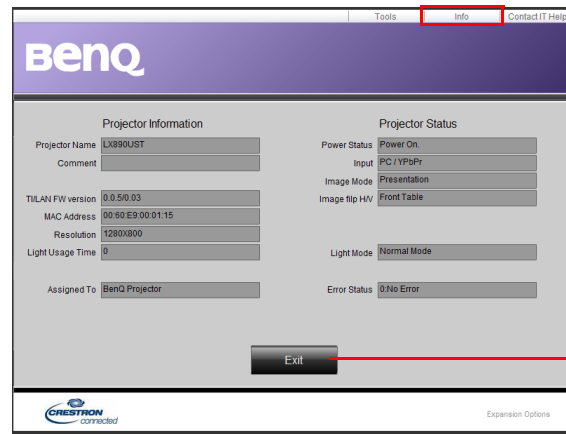 Tools Info Contact IT Help
BenQ
Projector Information Projector Status
Projector Name LX890UST Power Status Power On.
Comment Input PC / YPbPr
Image Mode Presentation
TI/LAN FW version 0.0.5/0.03 Image filp H/V Front Table
MAC Address 00:60:E9:00:01:15
Resolution 1280X800
Light Usage Time 0 Light Mode Normal Mode
Assigned To BenQ Projector Error Status 0:No Error
Exit
CRESTRON
connected
Expansion Options